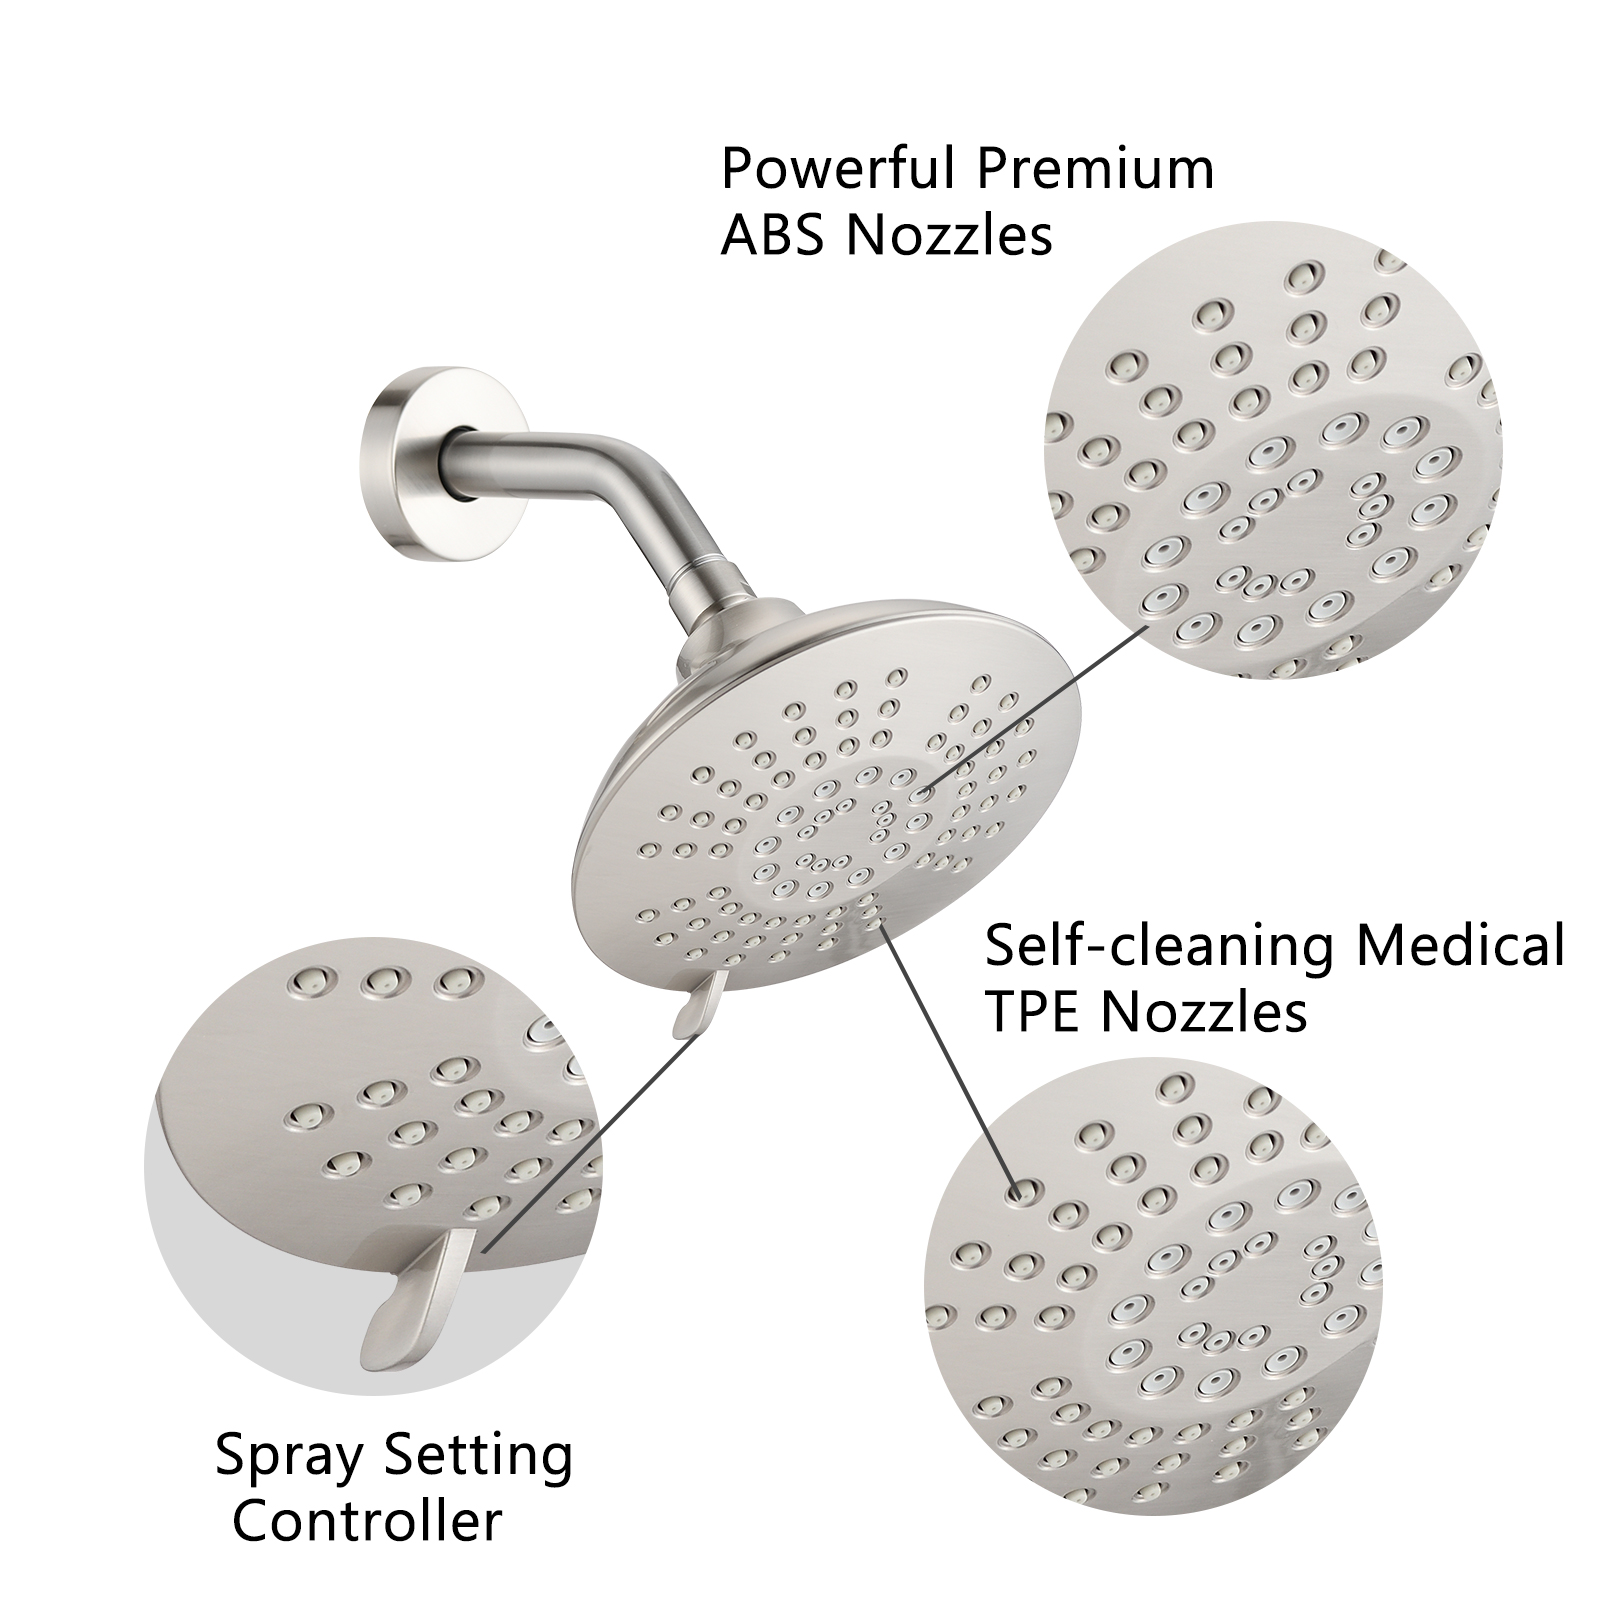 Powerful Premium
ABS Nozzles
Self-cleaning Medical
TPE Nozzles
Spray Setting
Controller